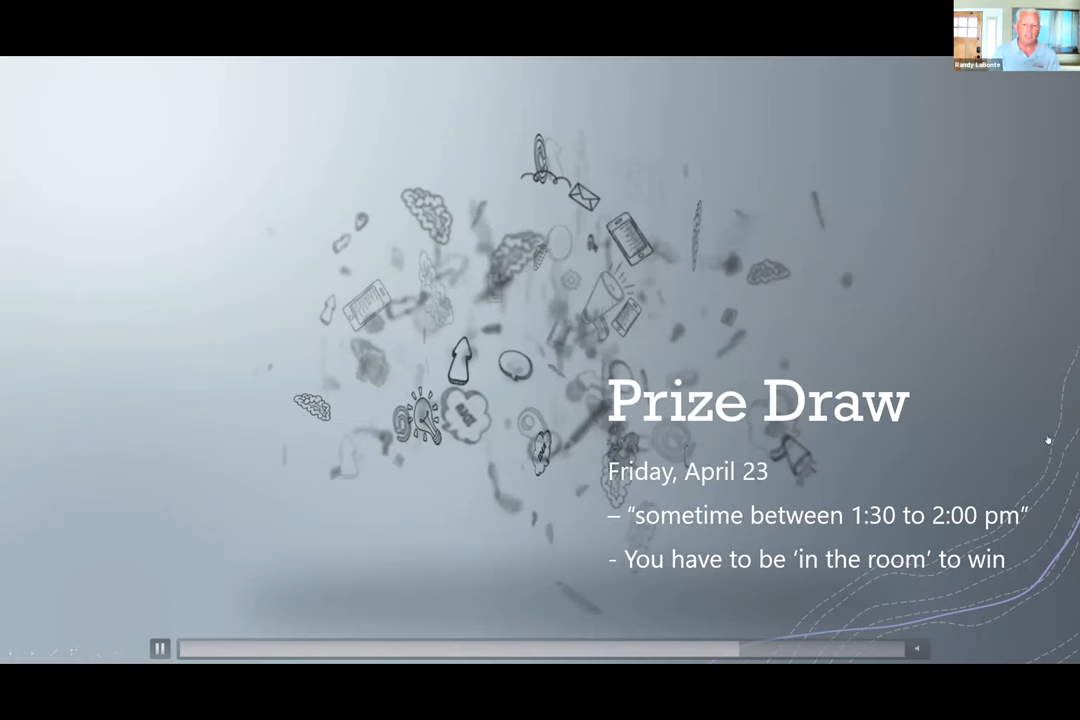 Randy LaBonte
Prize Draw
Friday, April 23
– “sometime between 1:30 to 2:00 pm”
- You have to be ‘in the room’ to win